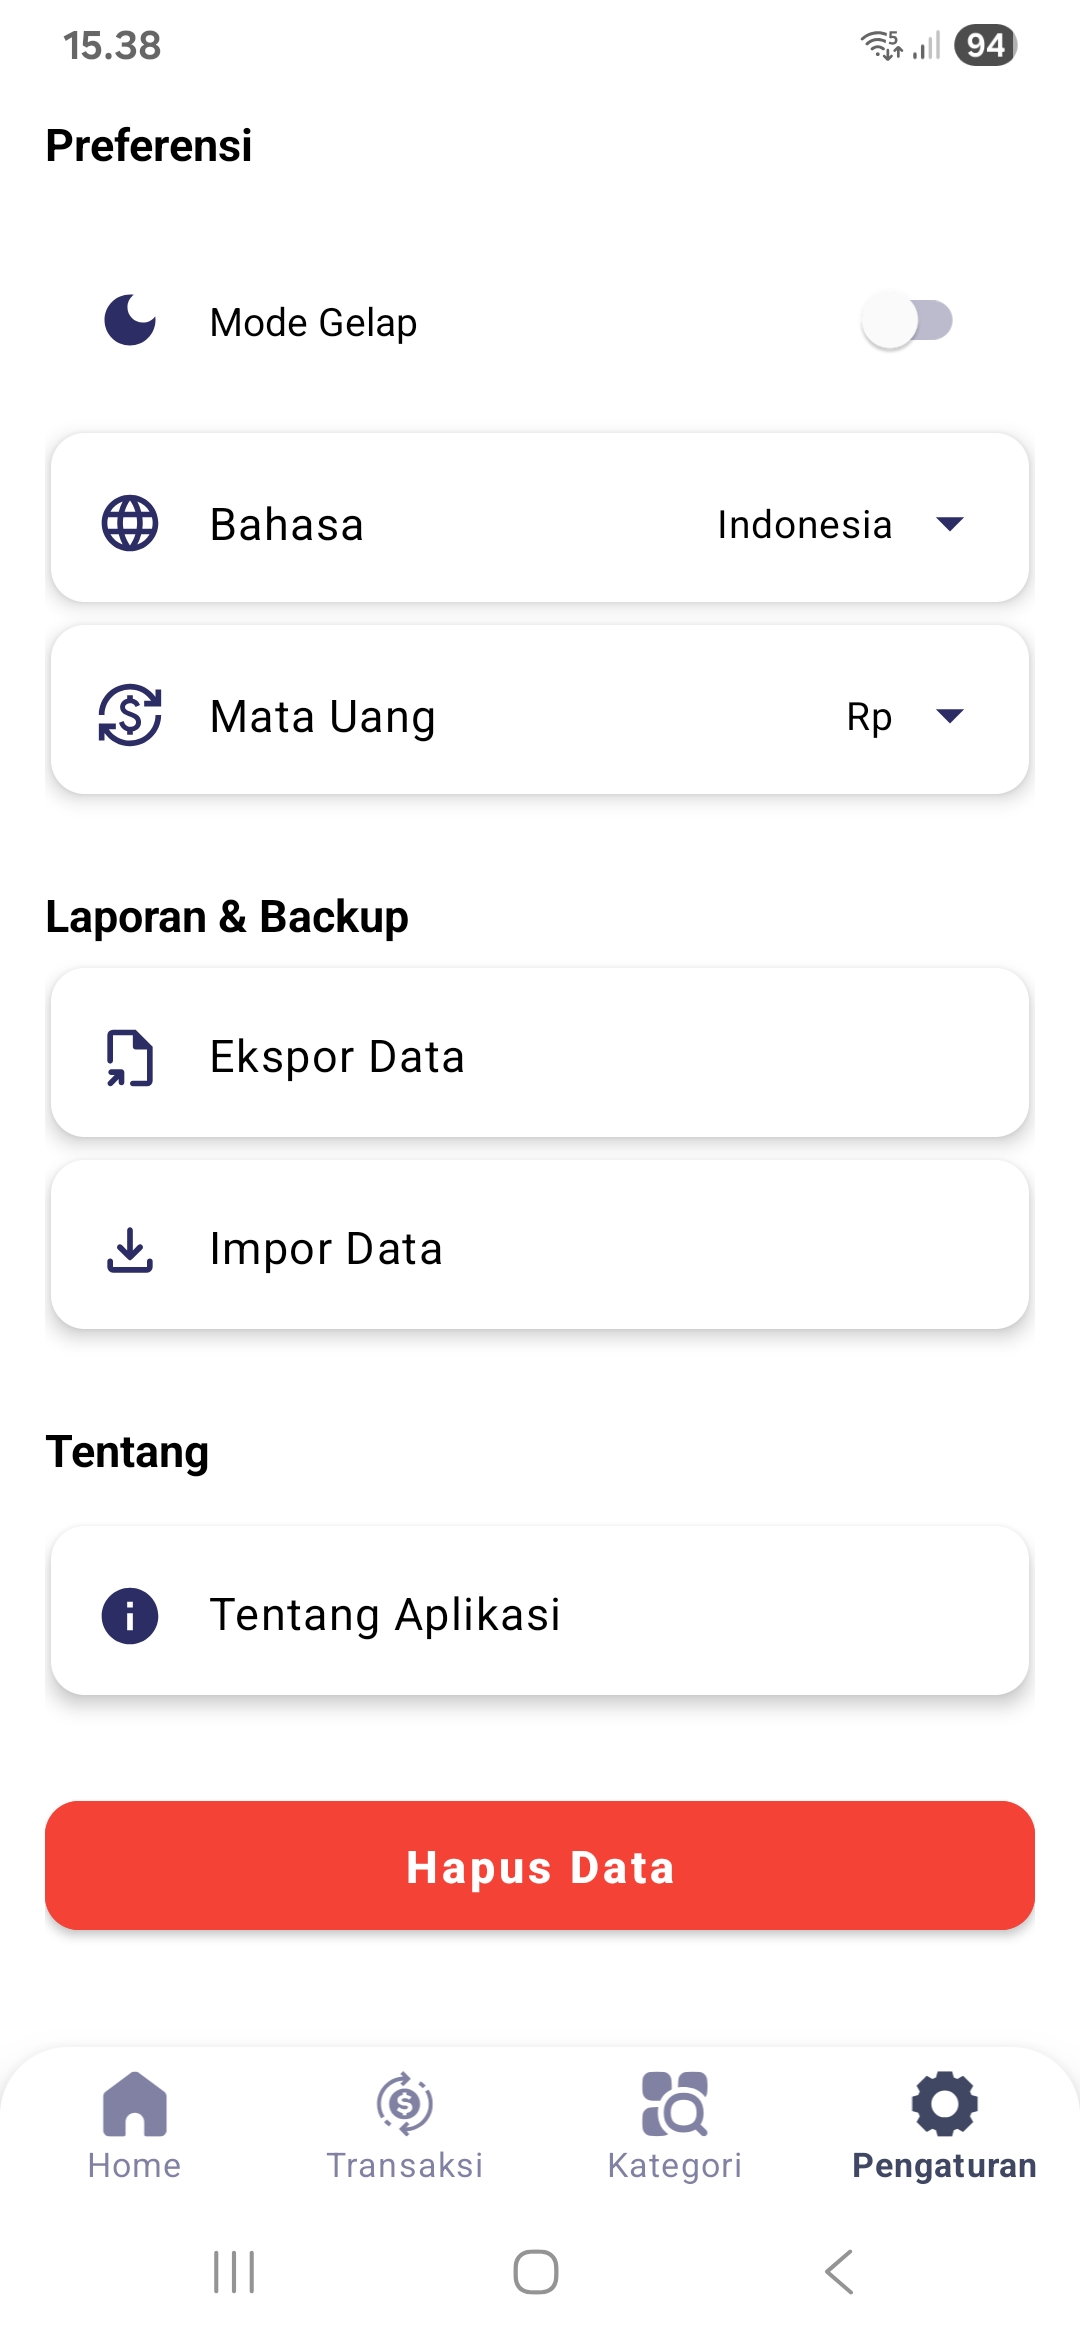 15.38
5
94
Preferensi
Mode Gelap
Bahasa
Indonesia
Mata Uang
Rp
Laporan & Backup
Ekspor Data
Impor Data
Tentang
Tentang Aplikasi
Hapus Data
Home
Transaksi
Kategori
Pengaturan